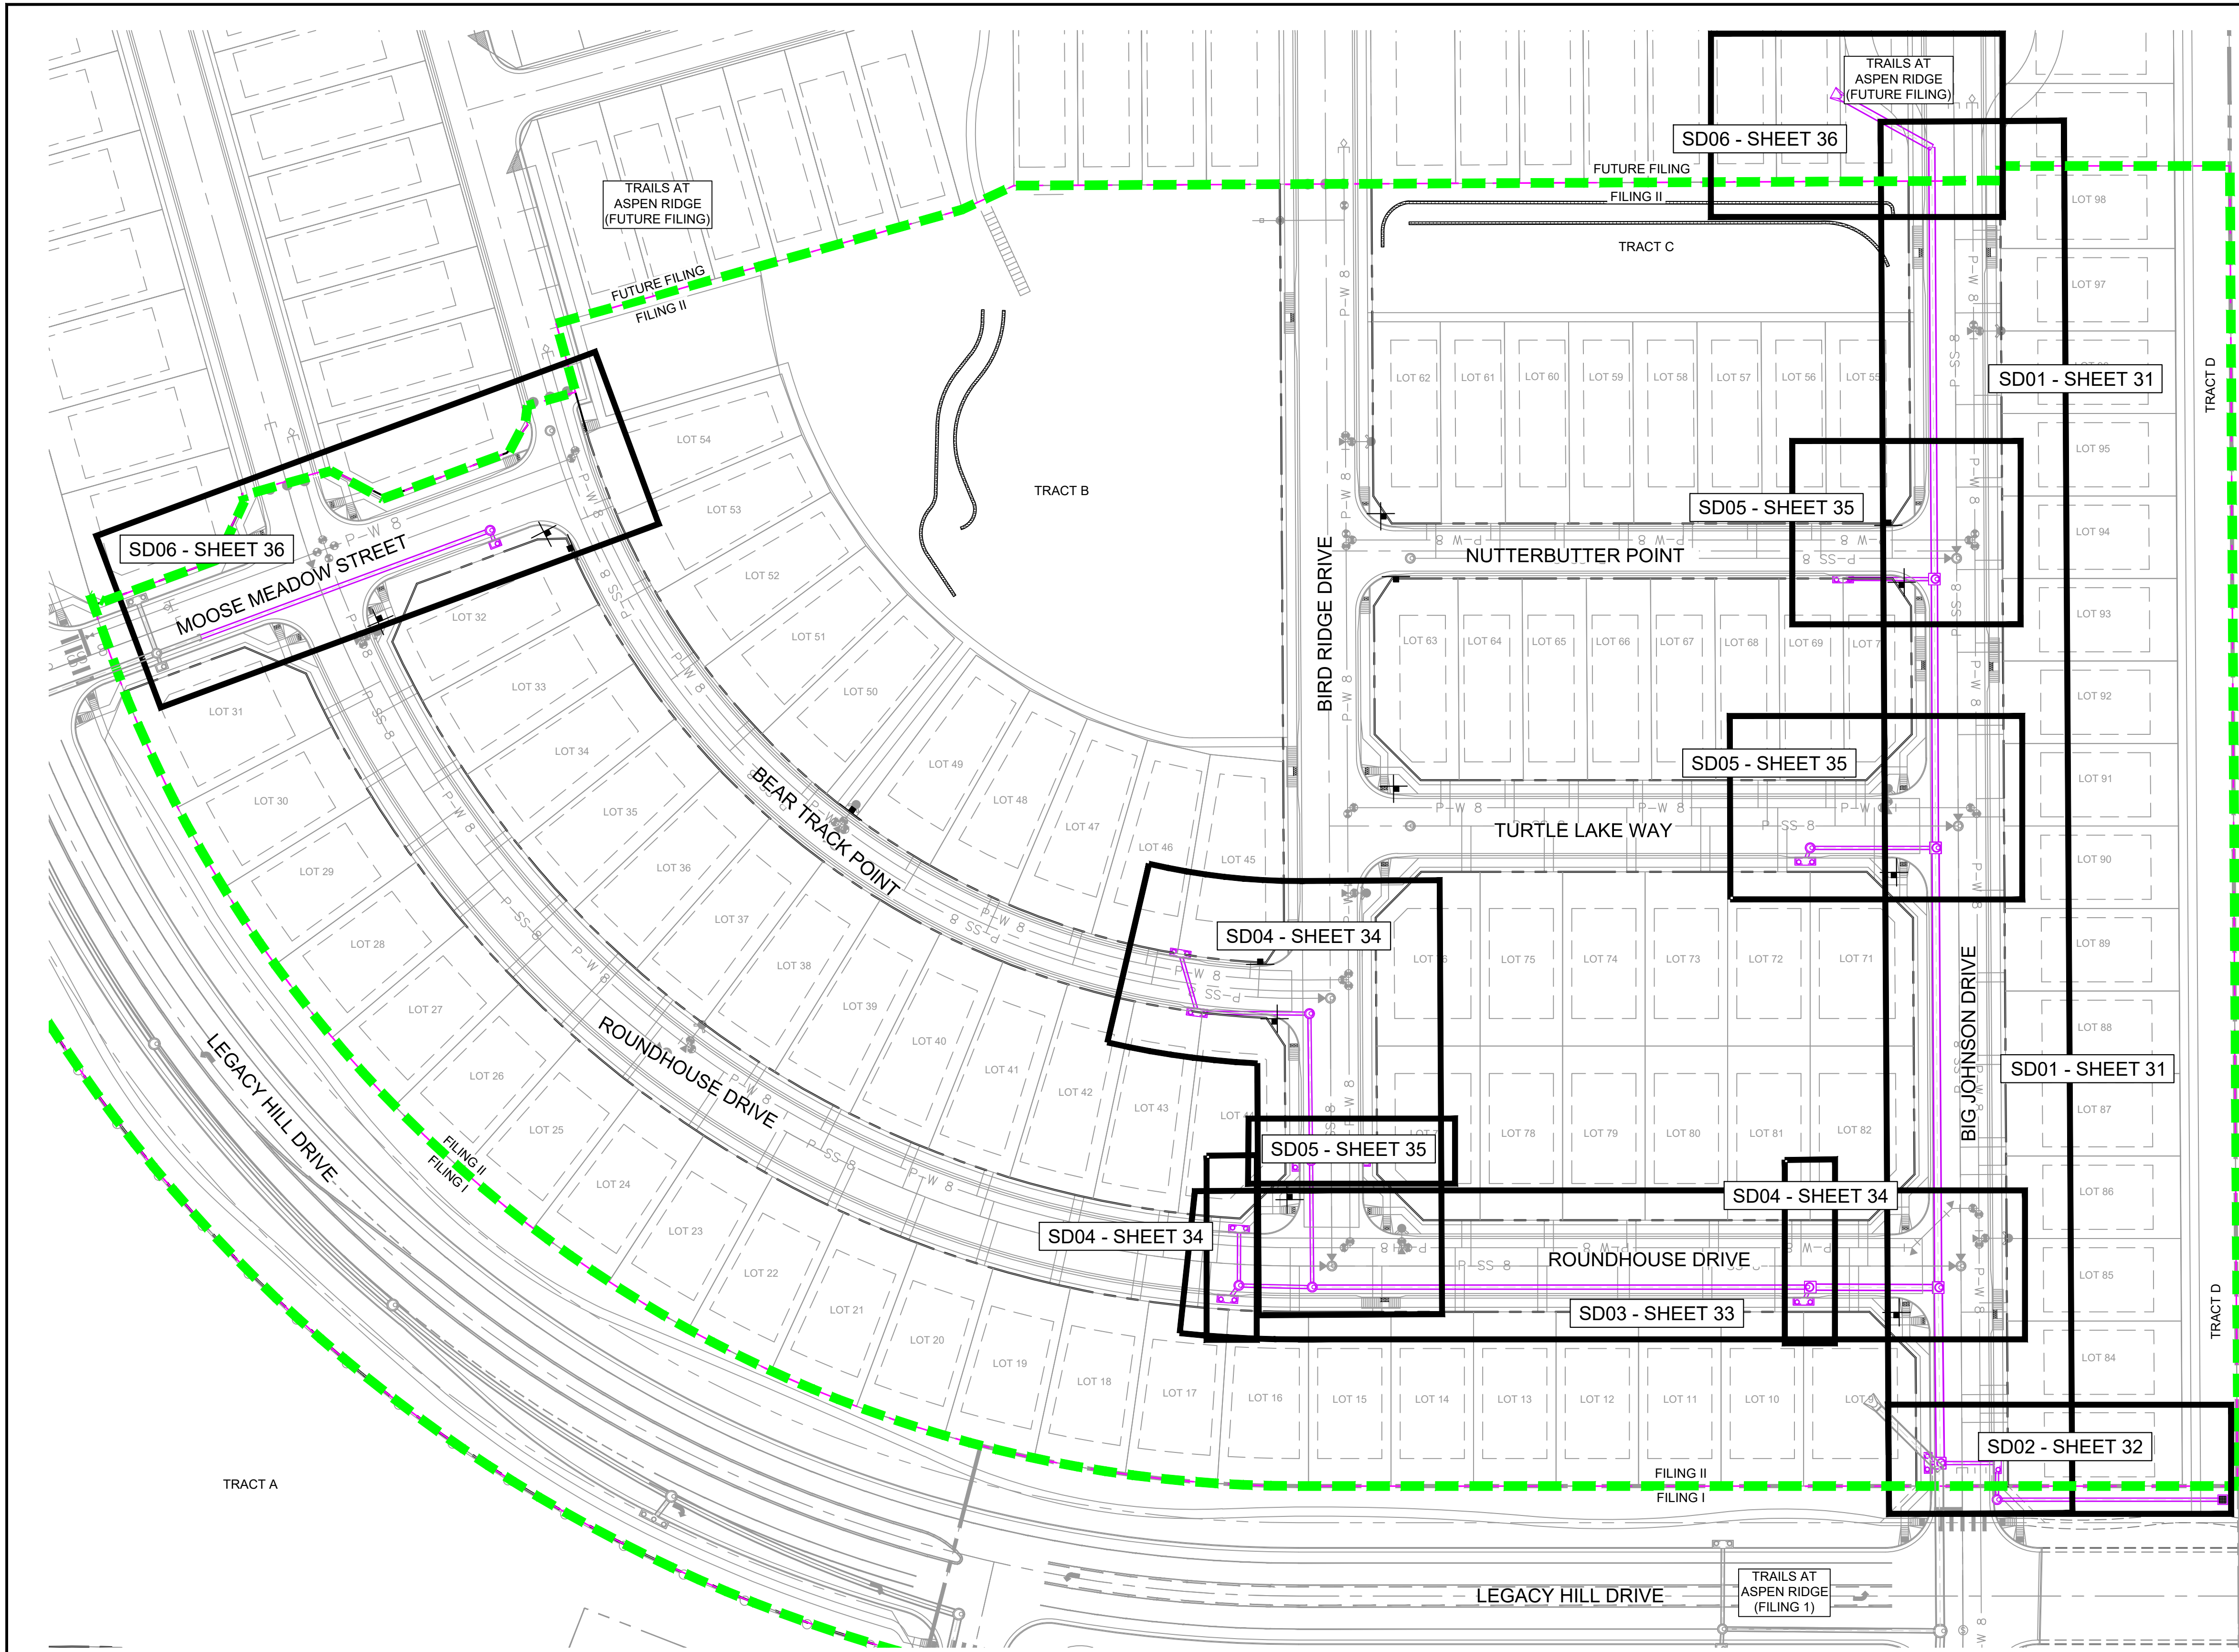 TRAILS AT
ASPEN RIDGE
(FUTURE FILING)
SD06 - SHEET 36
FUTURE FILING
FILING II
TRACT C
TRAILS AT
ASPEN RIDGE
(FUTURE FILING)
FUTURE FILING
FILING II
LOT 98
LOT 97
SD01 - SHEET 31
TRACT D
LOT 95
LOT 94
LOT 93
LOT 92
LOT 91
LOT 90
LOT 89
LOT 88
SD01 - SHEET 31
LOT 87
LOT 86
LOT 85
LOT 84
TRACT D
LOT 62
LOT 61
LOT 60
LOT 59
LOT 58
LOT 57
LOT 56
LOT 55
SD05 - SHEET 35
NUTTERBUTTER POINT
LOT 63
LOT 64
LOT 65
LOT 66
LOT 67
LOT 68
LOT 69
LOT 7
SD05 - SHEET 35
TURTLE LAKE WAY
BIRD RIDGE DRIVE
BIG JOHNSON DRIVE
P-W 8
P-SS-8
LOT 75
LOT 74
LOT 73
LOT 72
LOT 71
LOT 78
LOT 79
LOT 80
LOT 81
LOT 82
TRACT B
LOT 54
LOT 53
LOT 52
LOT 51
LOT 50
LOT 49
LOT 48
LOT 47
LOT 46
LOT 45
SD06 - SHEET 36
MOOSE MEADOW STREET
BEAR TRACK POINT
LOT 32
LOT 33
LOT 34
LOT 35
LOT 36
LOT 37
LOT 38
LOT 39
LOT 40
LOT 41
LOT 42
LOT 43
SD04 - SHEET 34
SD05 - SHEET 35
SD04 - SHEET 34
SD04 - SHEET 34
ROUNDHOUSE DRIVE
SD03 - SHEET 33
ROUNDHOUSE DRIVE
LOT 31
LOT 30
LOT 29
LOT 28
LOT 27
LOT 26
LOT 25
LOT 24
LOT 23
LOT 22
LOT 21
LOT 20
LOT 19
LOT 18
LOT 17
LOT 16
LOT 15
LOT 14
LOT 13
LOT 12
LOT 11
LOT 10
LOT 9
SD02 - SHEET 32
LEGACY HILL DRIVE
FILING II
FILING I
TRACT A
FILING II
FILING I
LEGACY HILL DRIVE
TRAILS AT
ASPEN RIDGE
(FILING 1)